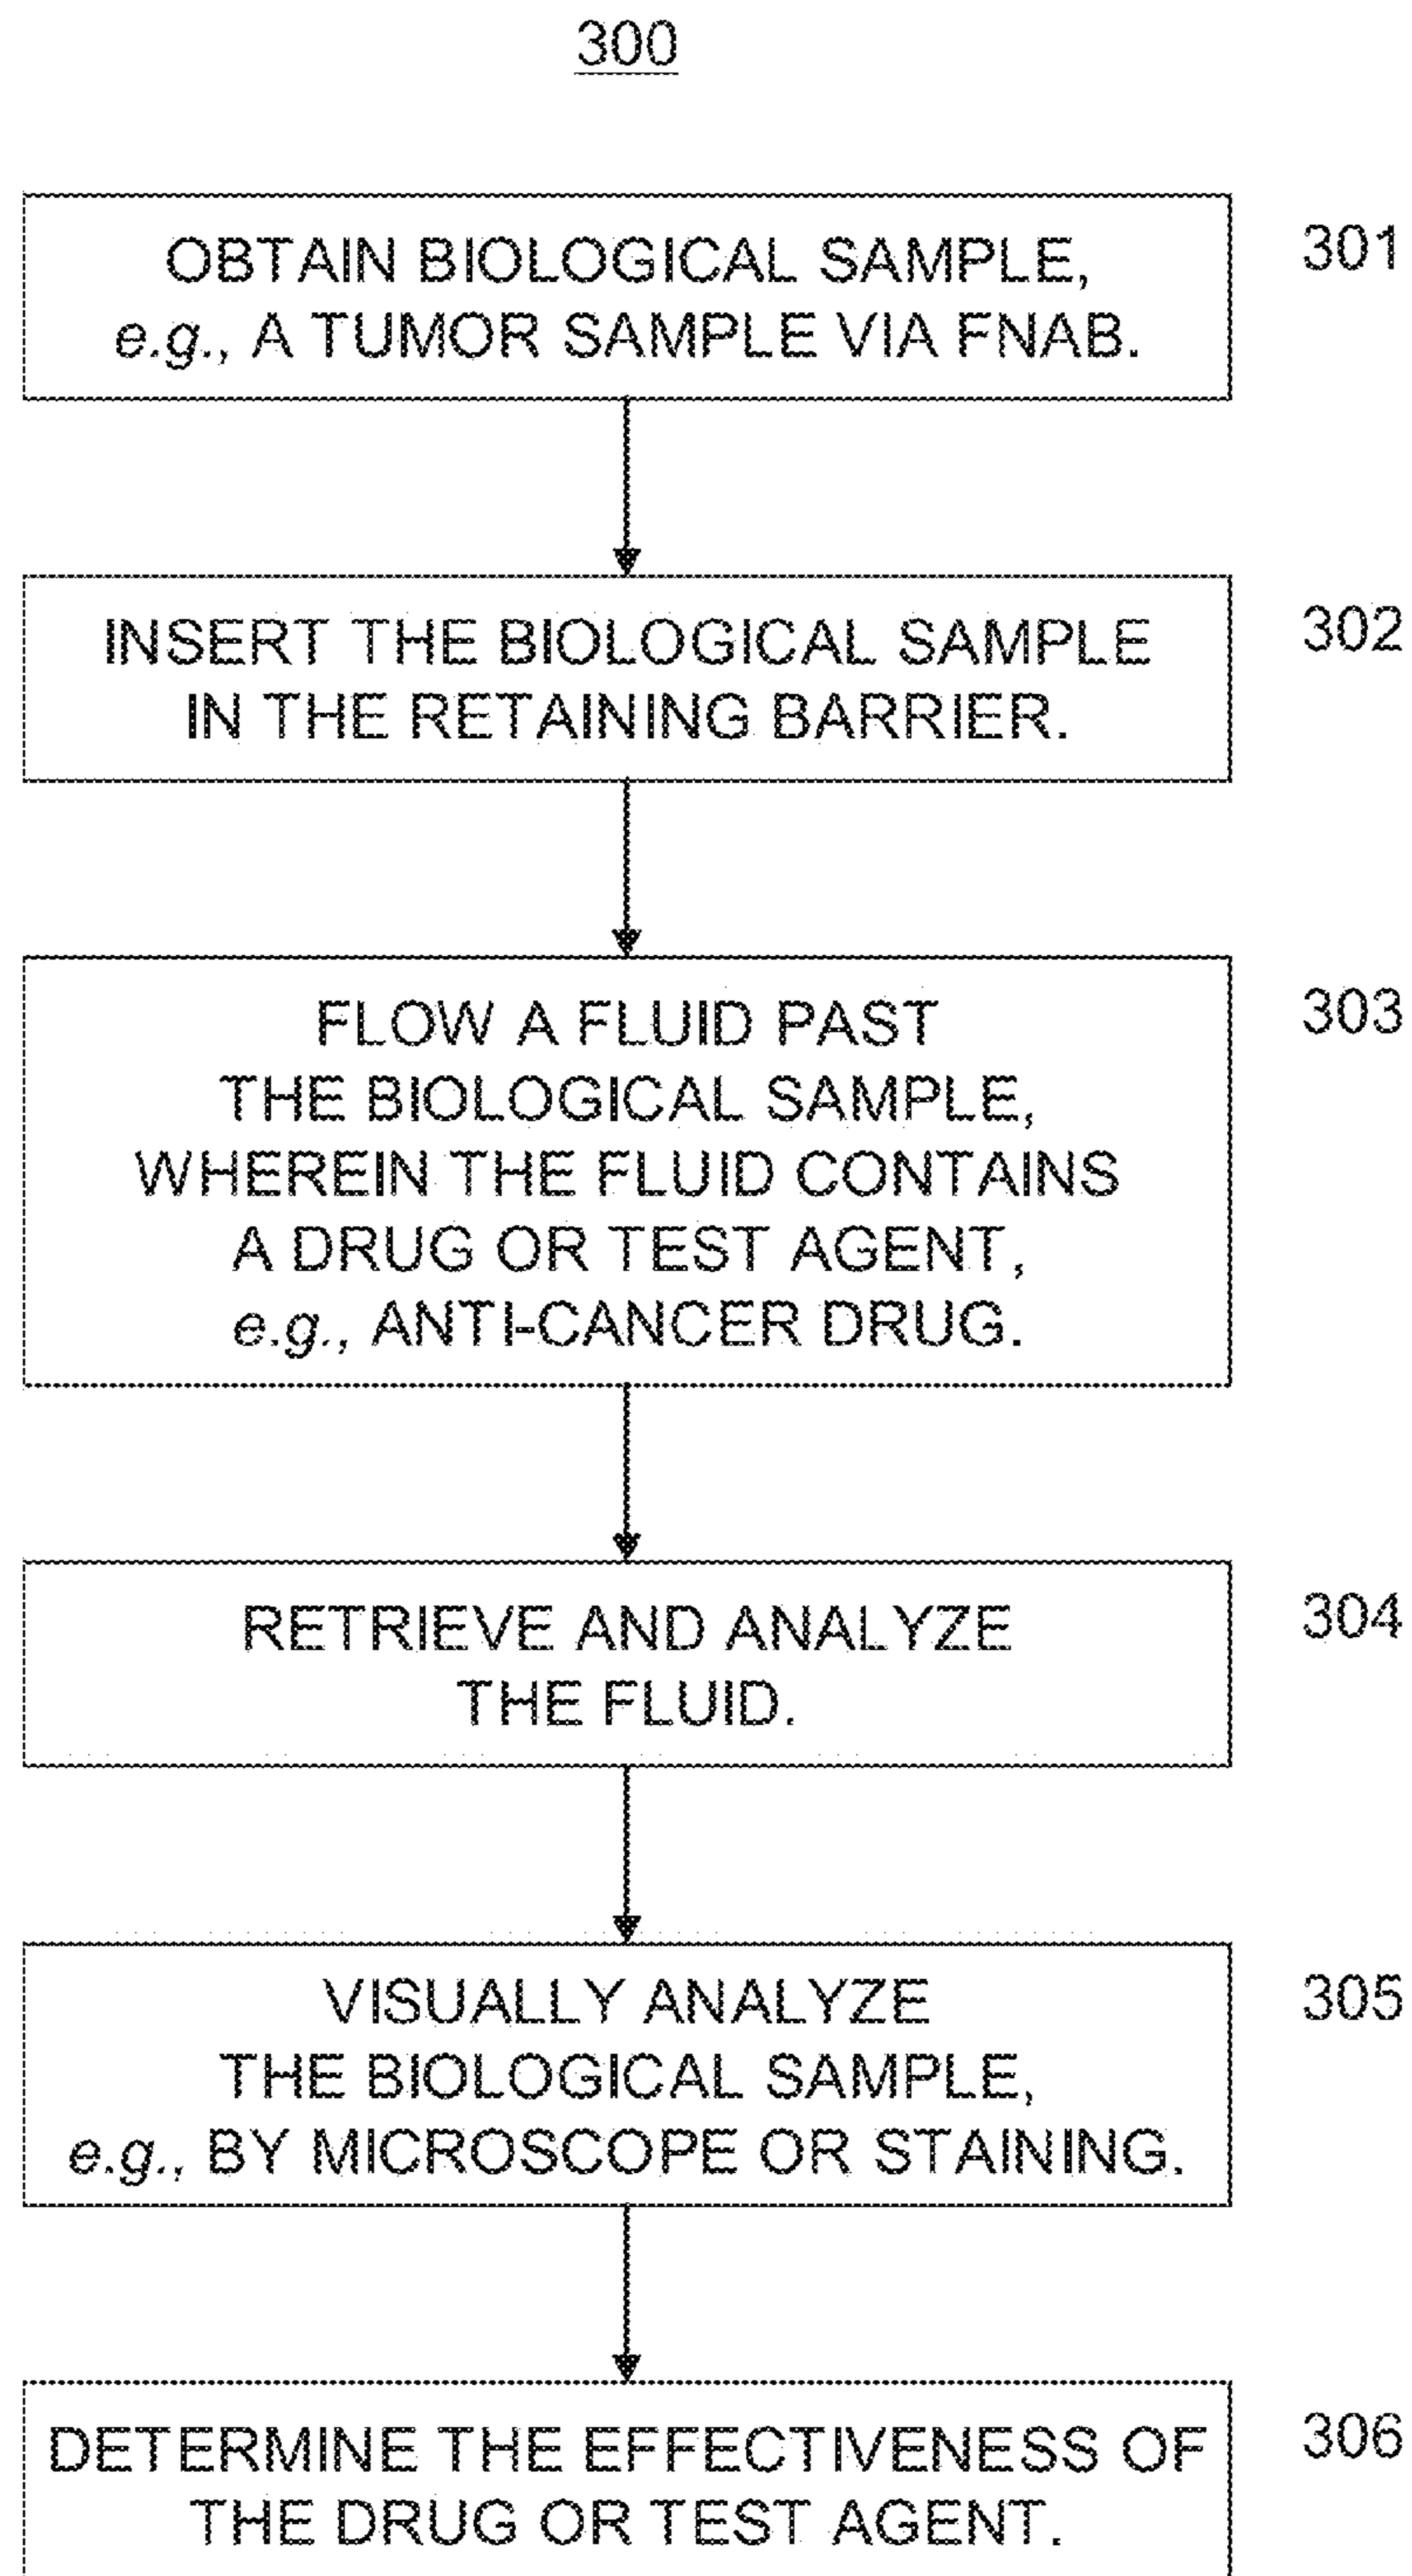 300
OBTAIN BIOLOGICAL SAMPLE,
e.g., A TUMOR SAMPLE VIA FNAB.
301
INSERT THE BIOLOGICAL SAMPLE
IN THE RETAINING BARRIER.
302
FLOW A FLUID PAST
THE BIOLOGICAL SAMPLE,
WHEREIN THE FLUID CONTAINS
A DRUG OR TEST AGENT,
e.g., ANTI-CANCER DRUG.
303
RETRIEVE AND ANALYZE
THE FLUID.
304
VISUALLY ANALYZE
THE BIOLOGICAL SAMPLE,
e.g., BY MICROSCOPE OR STAINING.
305
DETERMINE THE EFFECTIVENESS OF
THE DRUG OR TEST AGENT.
306